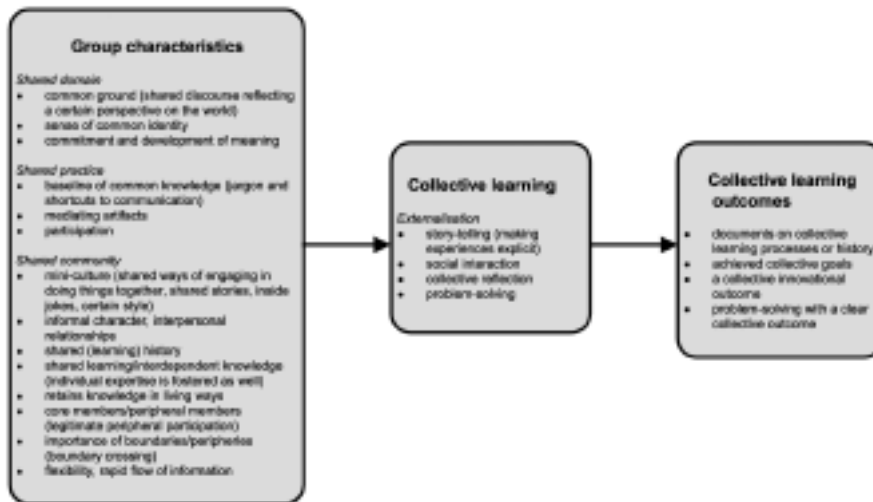 Group characteristics
Shared domain
• common ground (shared discourse reflecting
a certain perspective on the world)
• sense of common identity
• commitment and development of meaning
Shared practice
• baseline of common knowledge (jargon and
shortcuts to communication)
• mediating artifacts
• participation
Shared community
• mini-culture (shared ways of engaging in
doing things together, shared stories, inside
jokes, certain style)
• informal character, interpersonal
relationships
• shared (learning) history
• shared learning/interdependent knowledge
(individual expertise is fostered as well)
• retains knowledge in living ways
• core members/peripheral members
(legitimate peripheral participation)
• importance of boundaries/peripheries
(boundary crossing)
• flexibility, rapid flow of information
Collective learning
Externalisation
• story-telling (making
experiences explicit)
• social interaction
• collective reflection
• problem-solving
Collective learning
outcomes
• documents on collective
learning processes or history
• achieved collective goals
• a collective innovational
outcome
• problem-solving with a clear
collective outcome